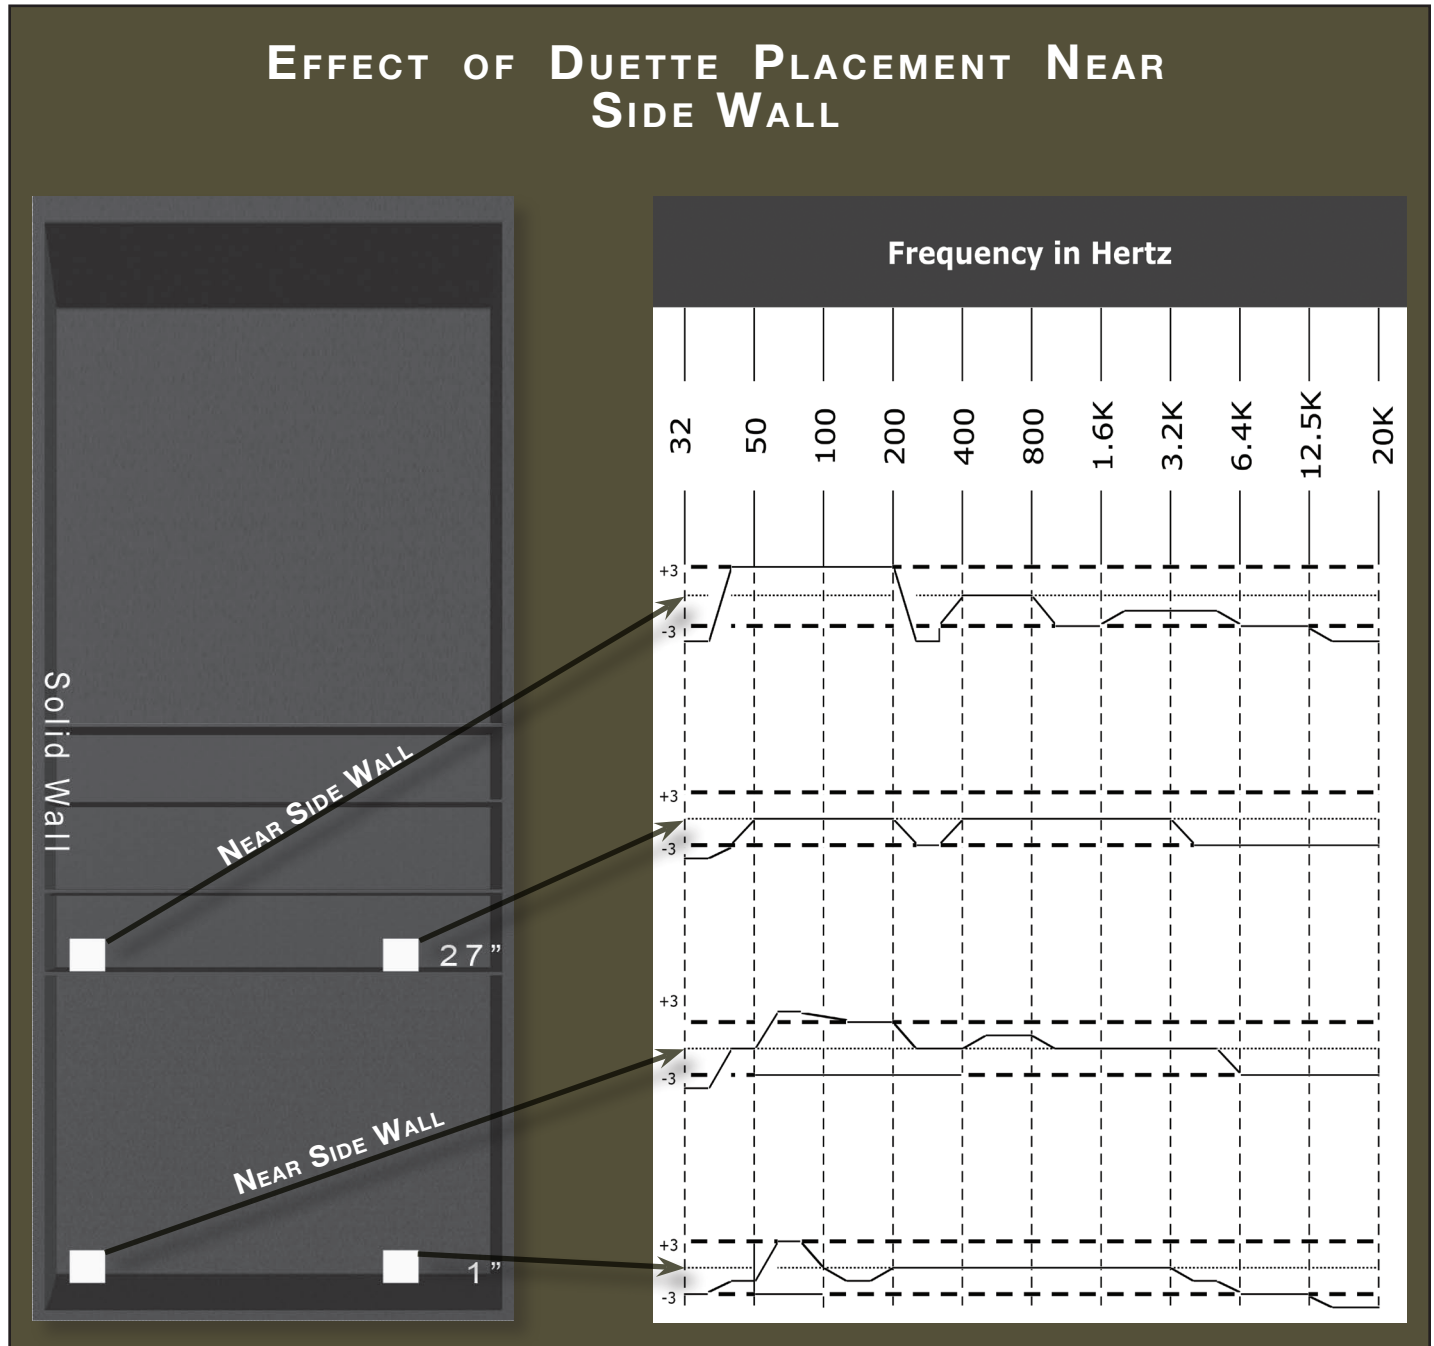 Effect of Duette Placement Near
Side Wall
Frequency in Hertz
32 50 100 200 400 800 1.6K 3.2K 6.4K 12.5K 20K
+3
-3
Solid Wall
Near Side Wall
+3
-3
27”
+3
-3
Near Side Wall
+3
-3
1”